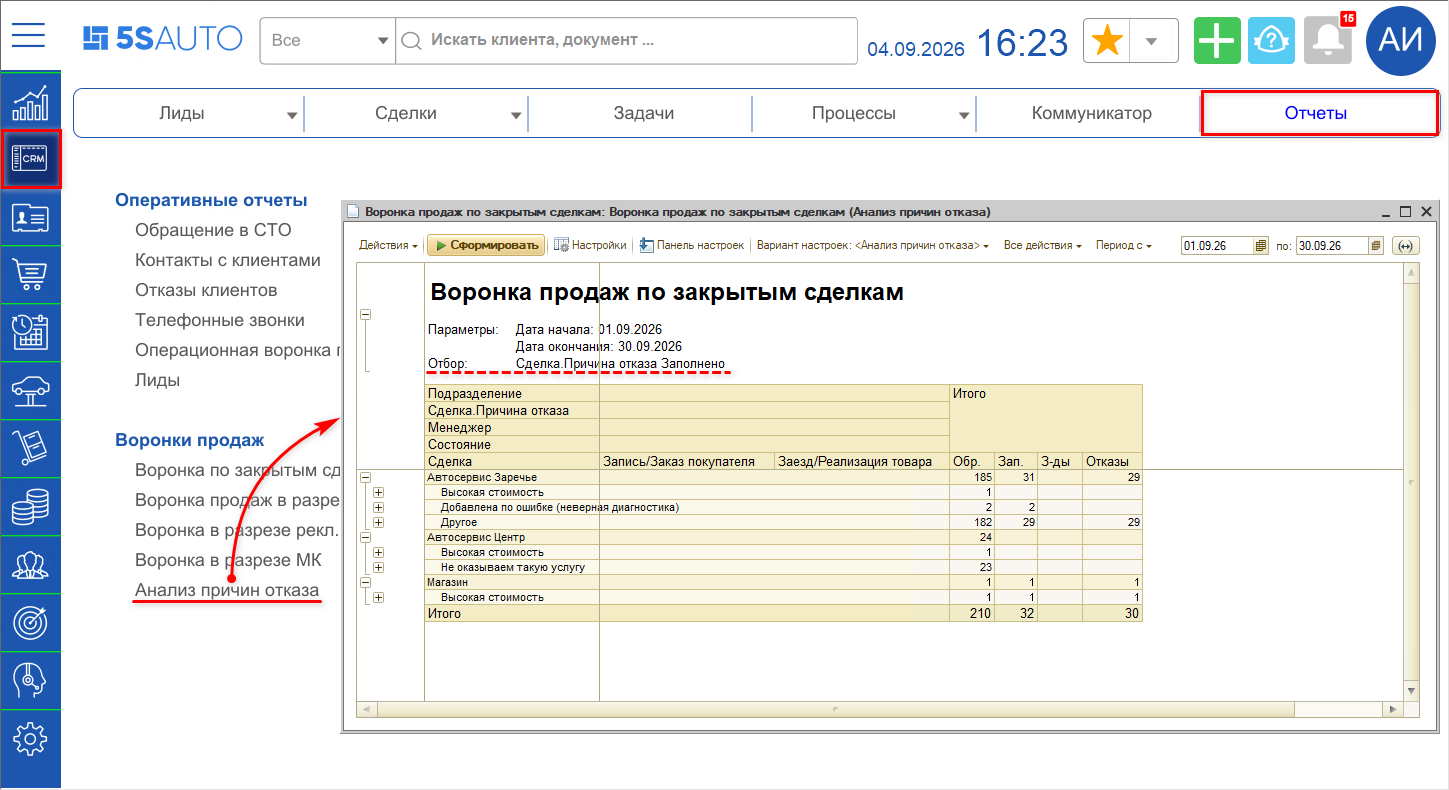 5SAUTO
Все
Искать клиента, документ ...
04.09.2026 16:23
15
АИ
CRM
Лиды
Сделки
Задачи
Процессы
Коммуникатор
Отчеты
Оперативные отчеты
Обращение в СТО
Контакты с клиентами
Отказы клиентов
Телефонные звонки
Операционная воронка
Лиды
Воронки продаж
Воронка по закрытым сд
Воронка продаж в разре
Воронка в разрезе рекл.
Воронка в разрезе МК
Анализ причин отказа
Воронка продаж по закрытым сделкам: Воронка продаж по закрытым сделкам (Анализ причин отказа)
Действия Сформировать Настройки Панель настроек Вариант настроек: <Анализ причин отказа> Все действия Период с 01.09.26 по: 30.09.26
Воронка продаж по закрытым сделкам
Параметры: Дата начала: 01.09.2026
Дата окончания: 30.09.2026
Отбор: Сделка.Причина отказа Заполнено
Подразделение Итого
Сделка.Причина отказа
Менеджер
Состояние
Сделка Запись/Заказ покупателя Заезд/Реализация товара Обр. Зап. З-ды Отказы
Автосервис Заречье 185 31 29
Высокая стоимость 1
Добавлена по ошибке (неверная диагностика) 2 2
Другое 182 29 29
Автосервис Центр 24
Высокая стоимость 1
Не оказываем такую услугу 23
Магазин 1 1 1
Высокая стоимость 1 1 1
Итого 210 32 30